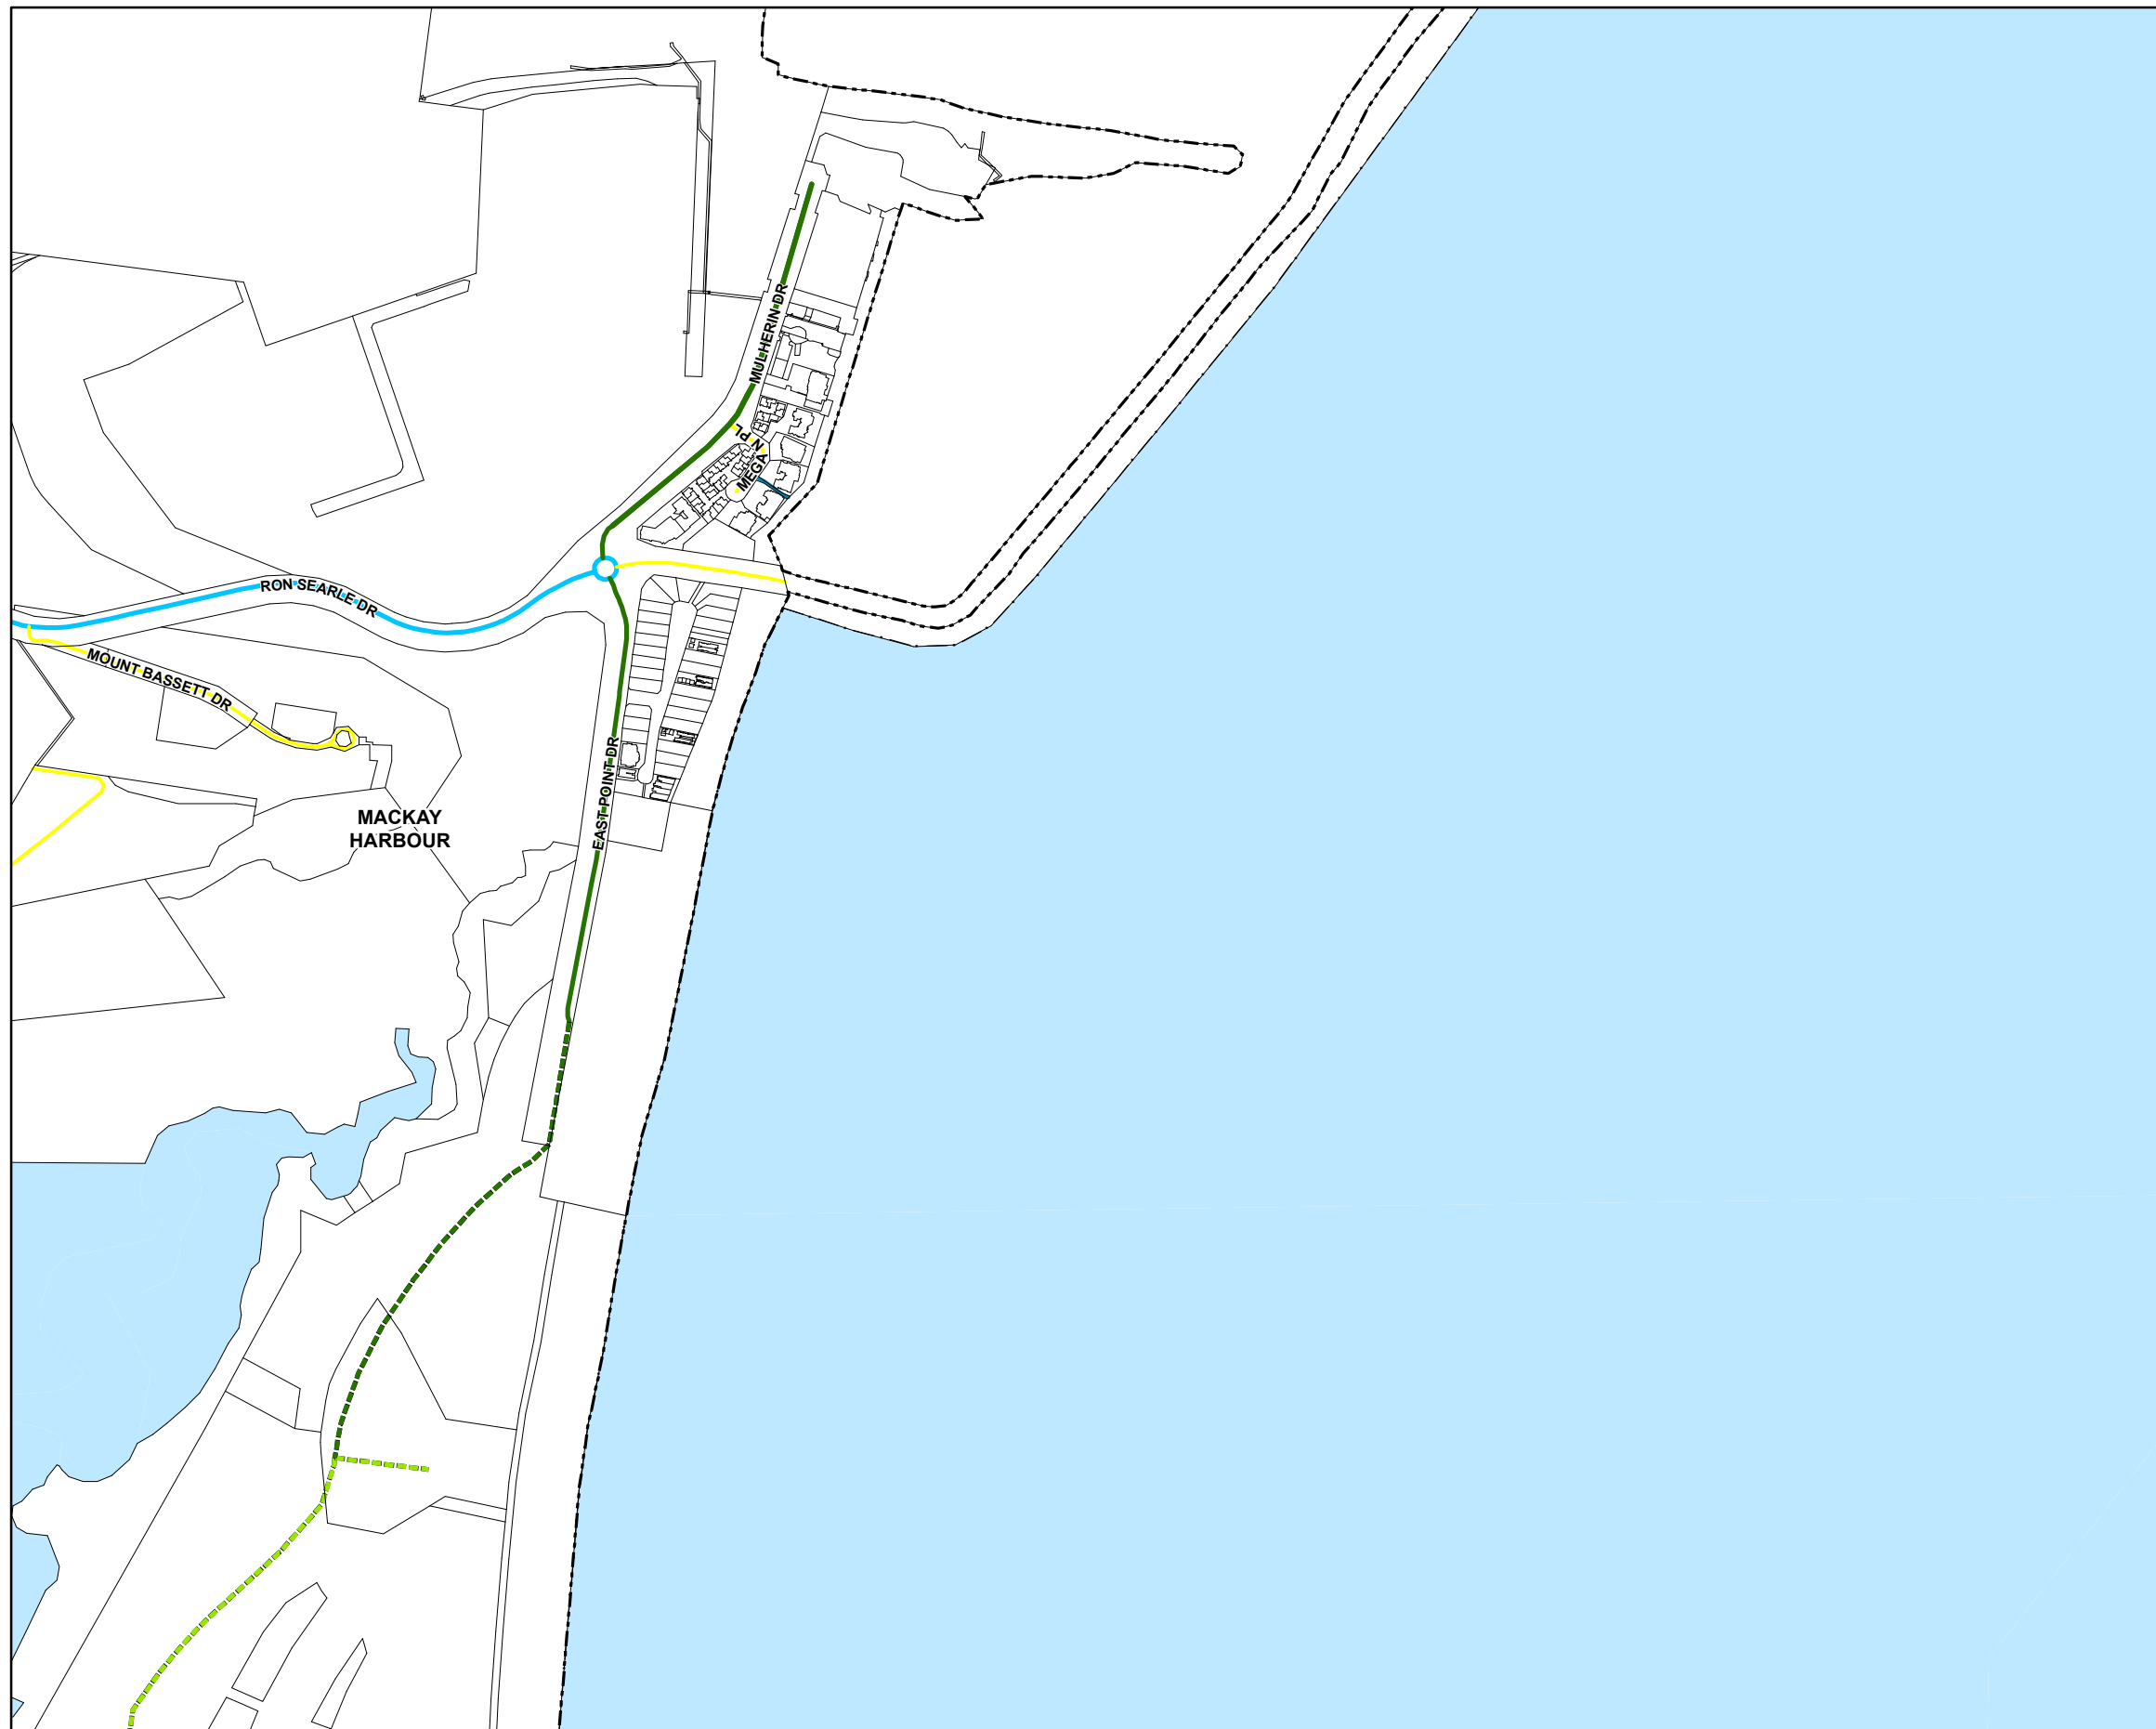 MULHERIN DR
MEGAN PL
RON SEARLE DR
MOUNT BASSETT DR
EAST POINT DR
MACKAY
HARBOUR